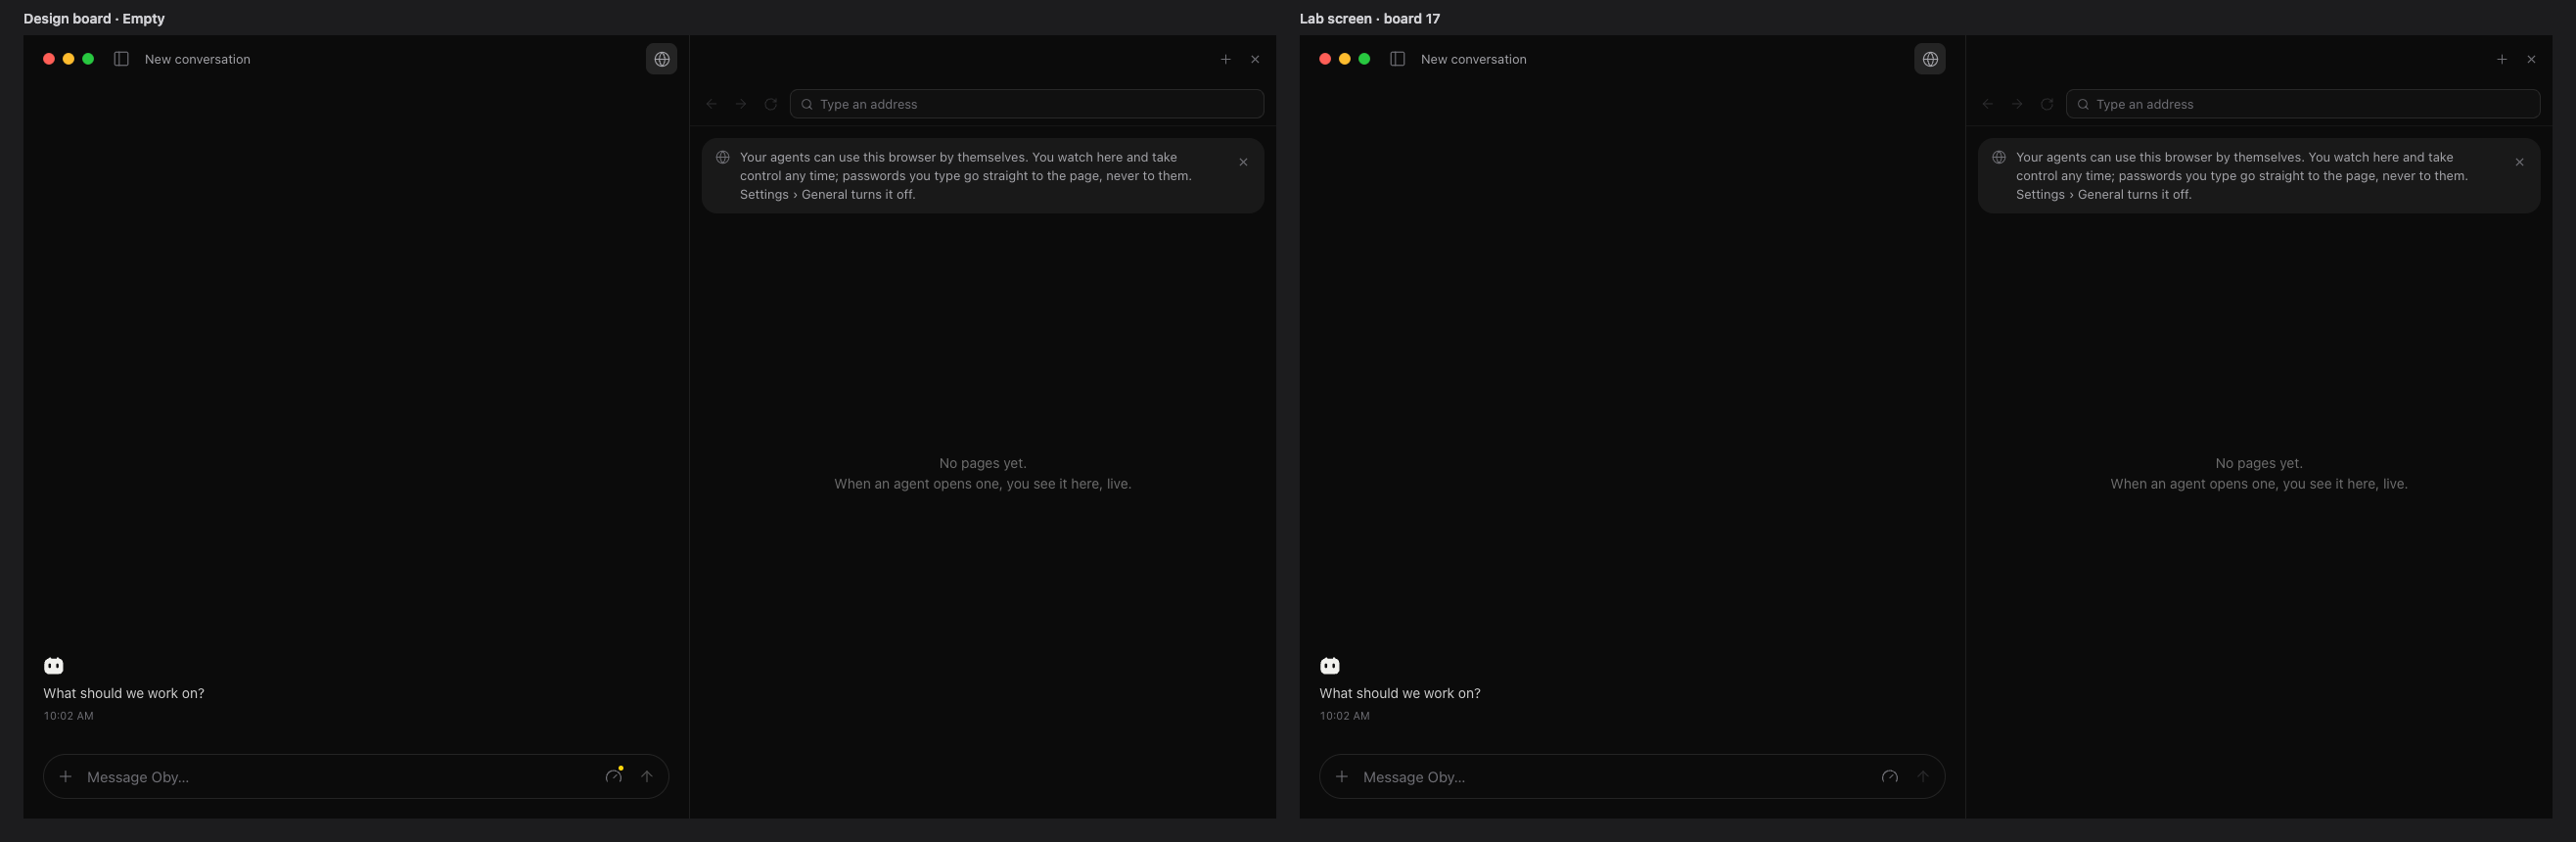 Design board · Empty
New conversation
Type an address
Your agents can use this browser by themselves. You watch here and take
control any time; passwords you type go straight to the page, never to them.
Settings › General turns it off.
No pages yet.
When an agent opens one, you see it here, live.
What should we work on?
10:02 AM
Message Oby...
Lab screen · board 17
New conversation
Type an address
Your agents can use this browser by themselves. You watch here and take
control any time; passwords you type go straight to the page, never to them.
Settings › General turns it off.
No pages yet.
When an agent opens one, you see it here, live.
What should we work on?
10:02 AM
Message Oby...